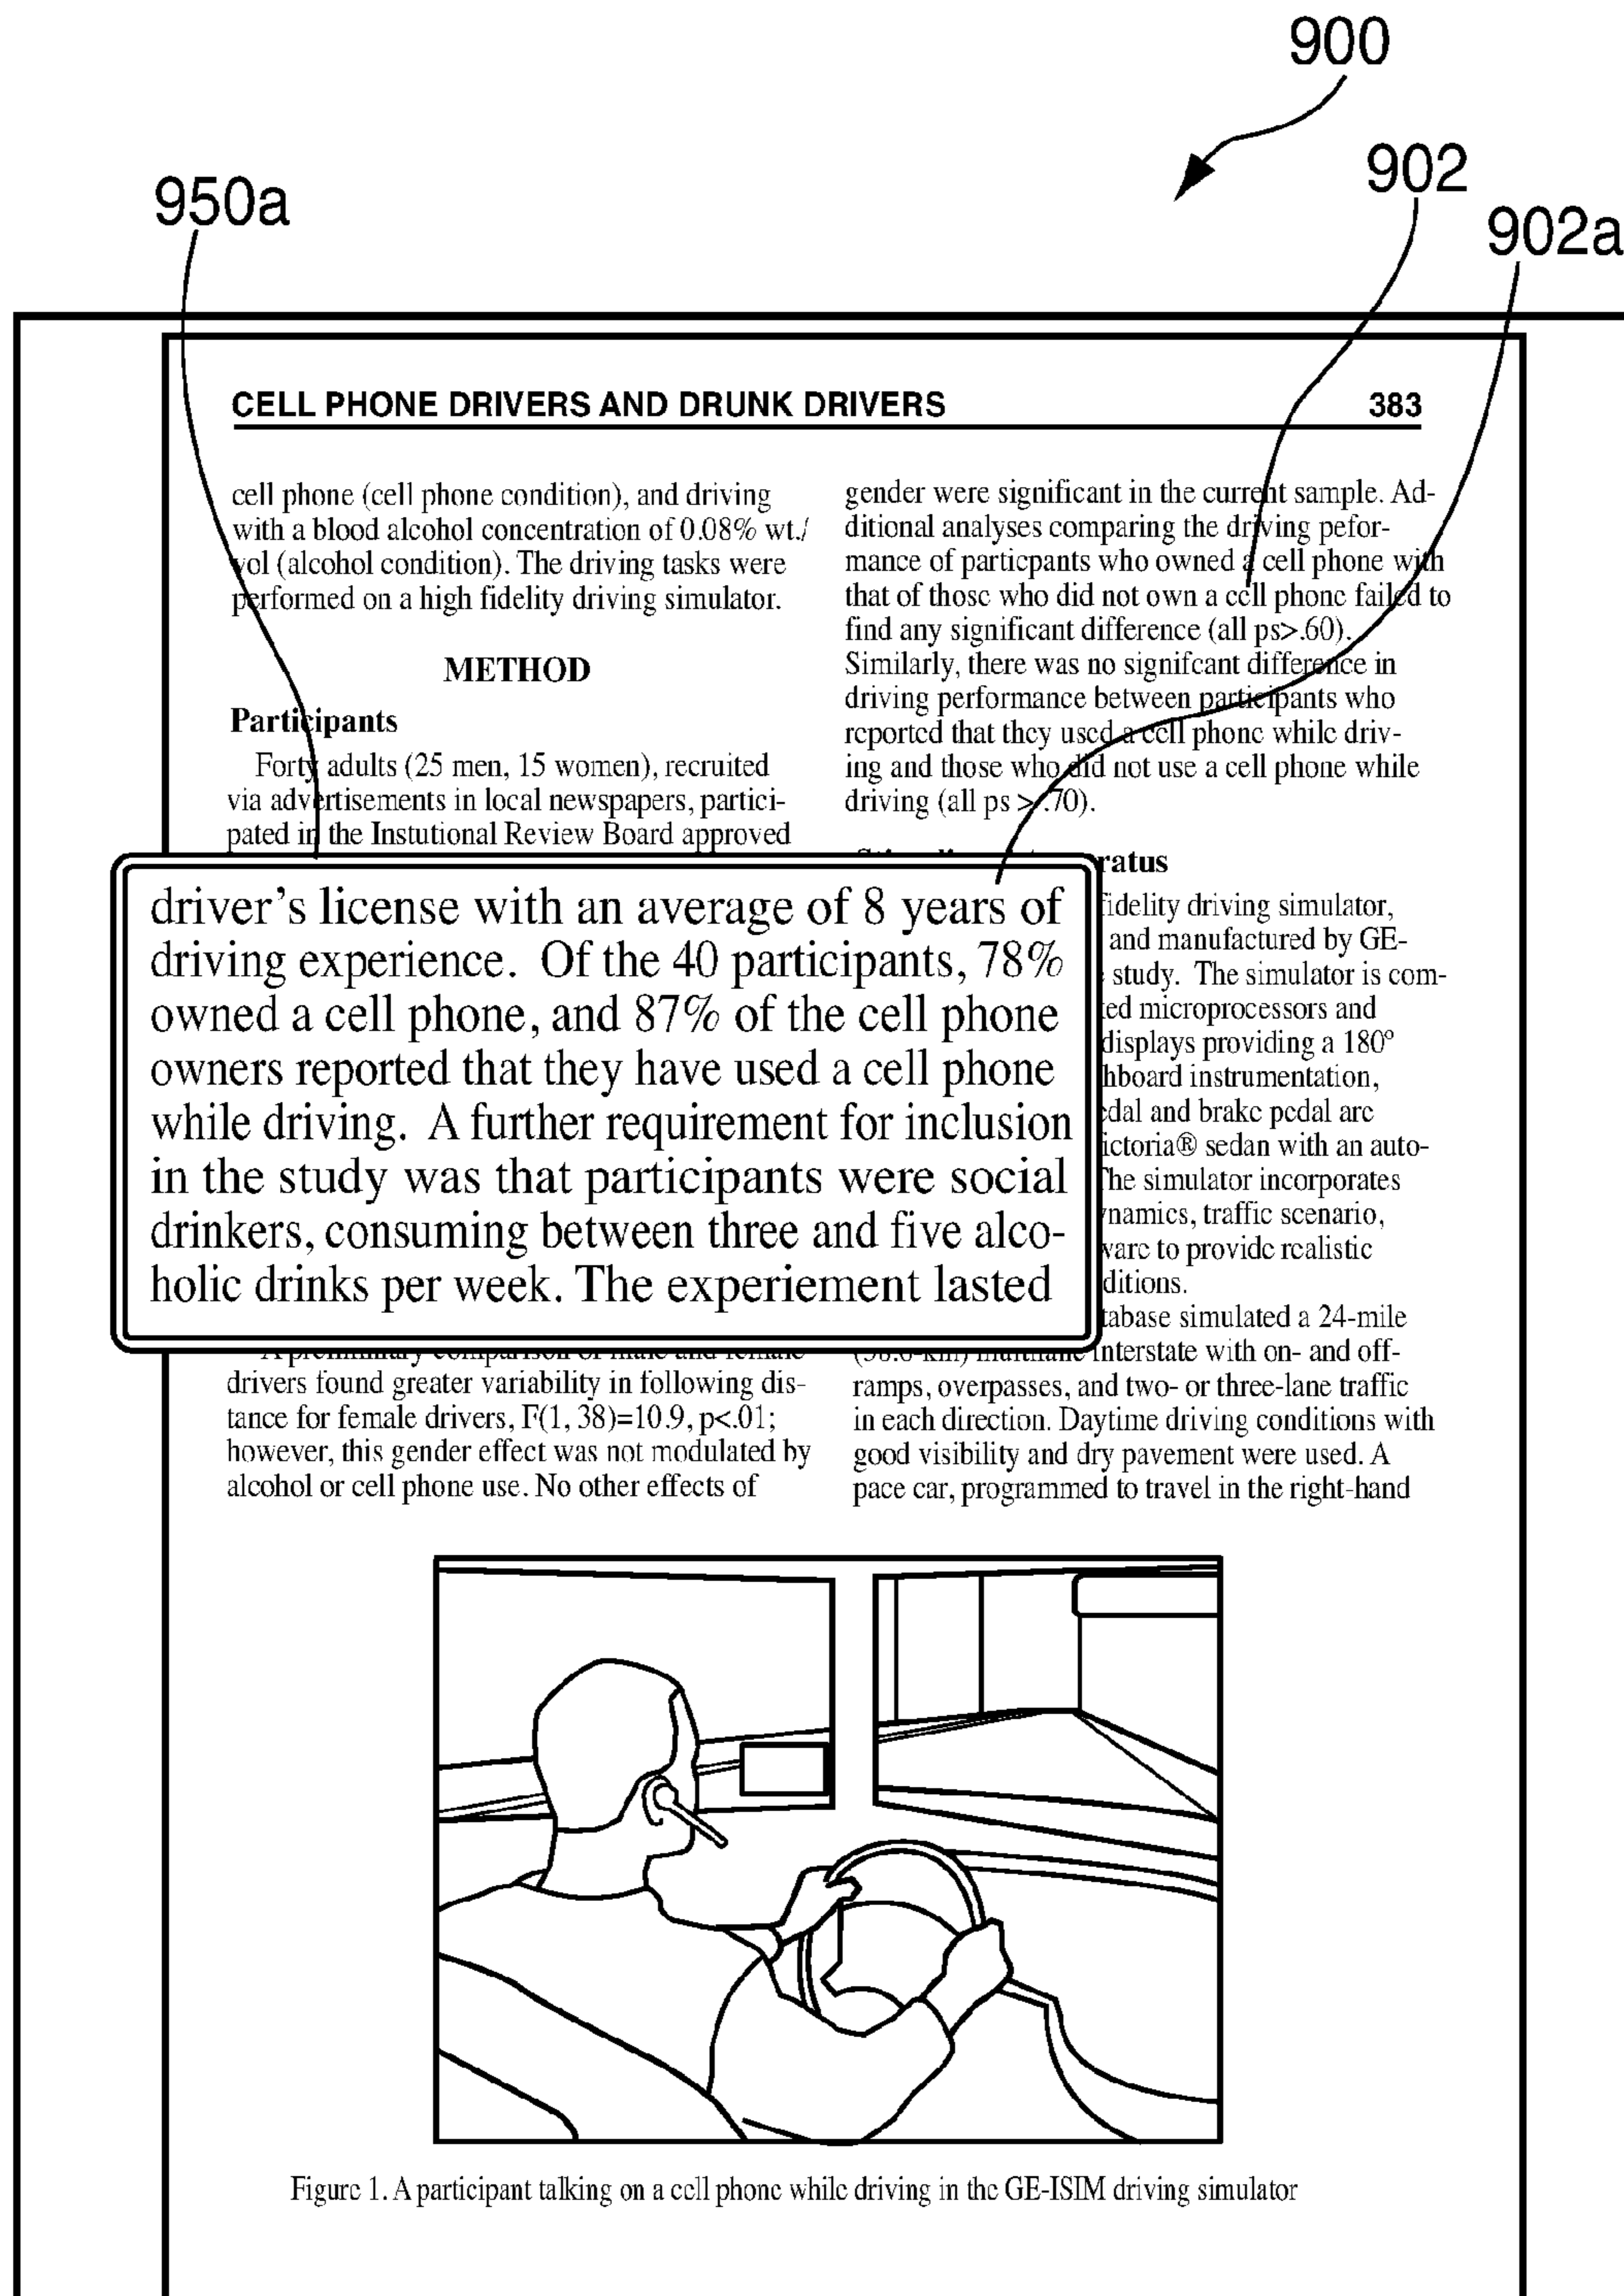 900
902
950a
902a
CELL PHONE DRIVERS AND DRUNK DRIVERS 383
cell phone (cell phone condition), and driving
with a blood alcohol concentration of 0.08% wt./
vol (alcohol condition). The driving tasks were
performed on a high fidelity driving simulator.
METHOD
Participants
Forty adults (25 men, 15 women), recruited
via advertisements in local newspapers, partici-
pated in the Instutional Review Board approved
driver's license with an average of 8 years of
driving experience. Of the 40 participants, 78%
owned a cell phone, and 87% of the cell phone
owners reported that they have used a cell phone
while driving. A further requirement for inclusion
in the study was that participants were social
drinkers, consuming between three and five alco-
holic drinks per week. The experiement lasted
A preliminary comparison of male and female
drivers found greater variability in following dis-
tance for female drivers, F(1, 38)=10.9, p<.01;
however, this gender effect was not modulated by
alcohol or cell phone use. No other effects of
gender were significant in the current sample. Ad-
ditional analyses comparing the driving pefor-
mance of particpants who owned a cell phone with
that of those who did not own a cell phone failed to
find any significant difference (all ps>.60).
Similarly, there was no signifcant difference in
driving performance between participants who
reported that they used a cell phone while driv-
ing and those who did not use a cell phone while
driving (all ps > .70).
ratus
fidelity driving simulator,
and manufactured by GE-
study. The simulator is com-
ed microprocessors and
displays providing a 180º
hboard instrumentation,
edal and brake pedal are
ictoria® sedan with an auto-
The simulator incorporates
ynamics, traffic scenario,
ware to provide realistic
ditions.
tabase simulated a 24-mile
multilane interstate with on- and off-
ramps, overpasses, and two- or three-lane traffic
in each direction. Daytime driving conditions with
good visibility and dry pavement were used. A
pace car, programmed to travel in the right-hand
Figure 1. A participant talking on a cell phone while driving in the GE-ISIM driving simulator